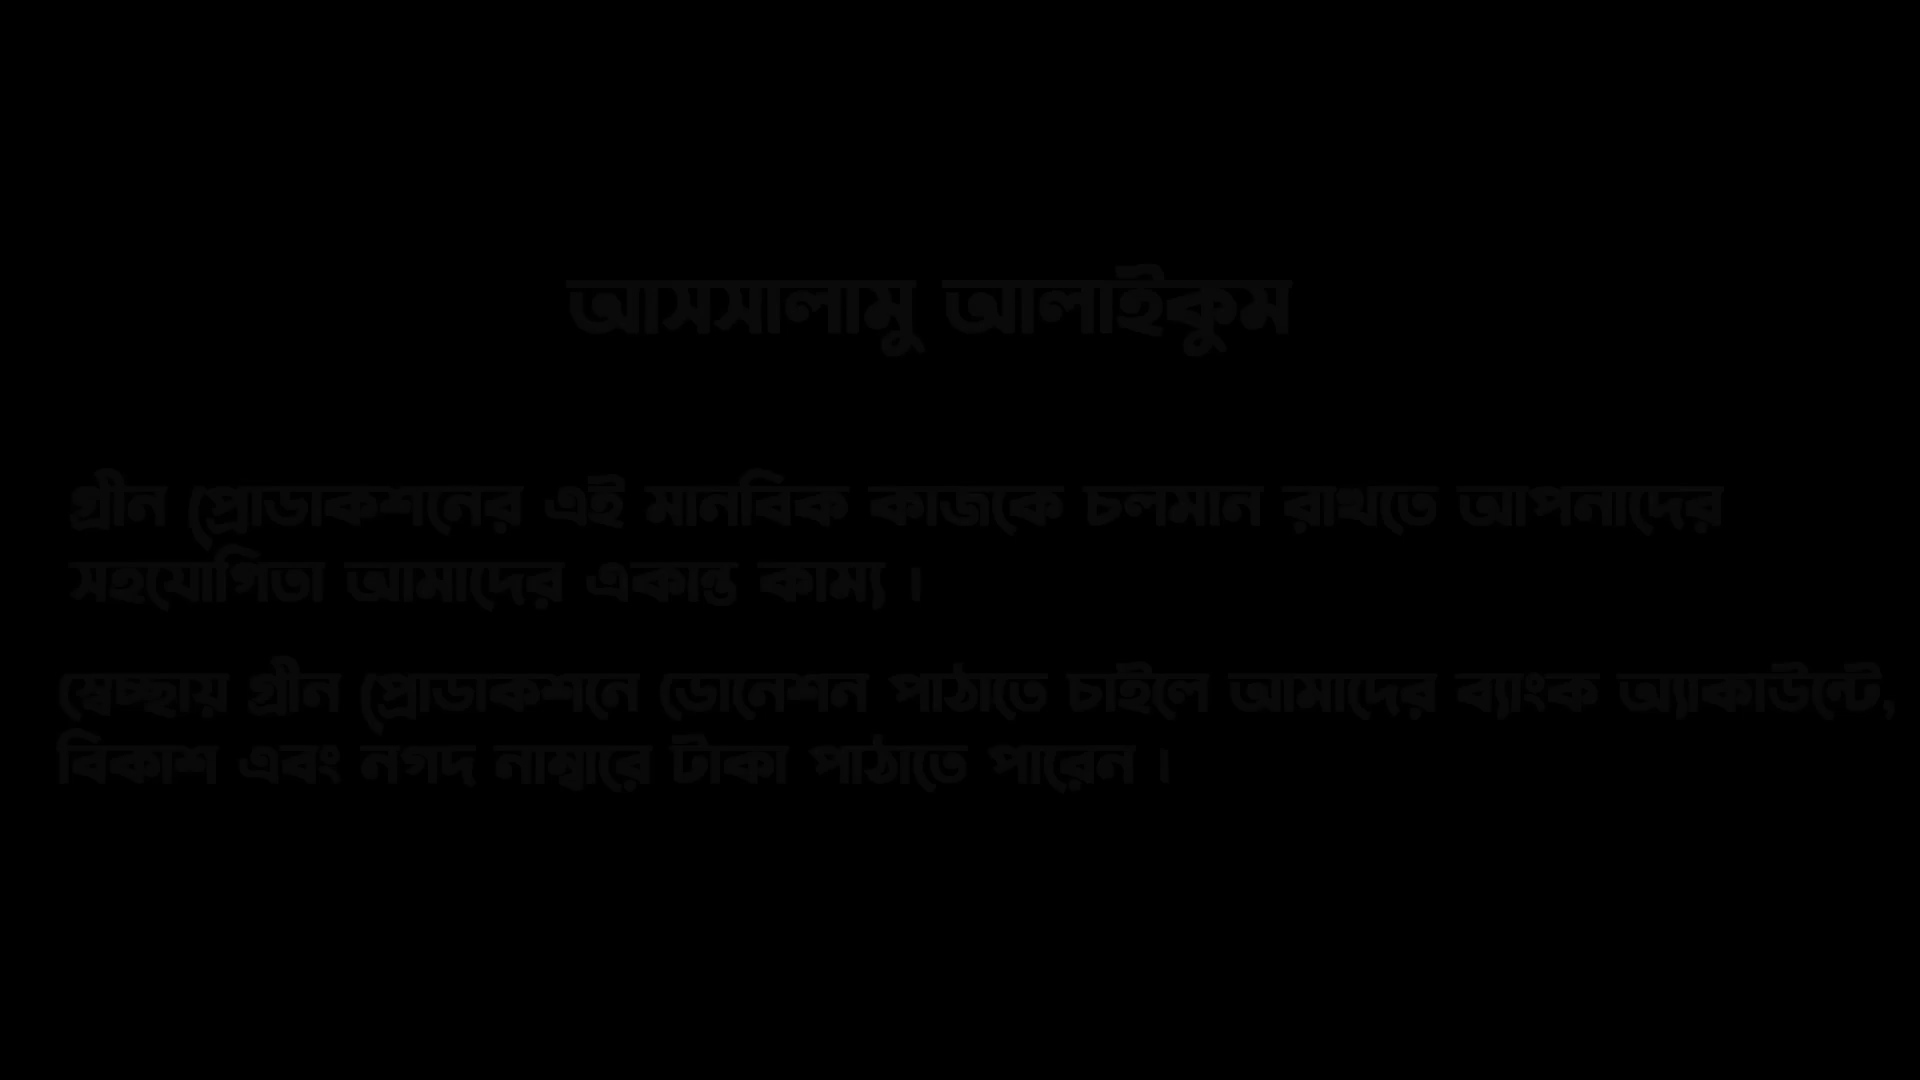 আসসালামু আলাইকুম
গ্রীন প্রোডাকশনের এই মানবিক কাজকে চলমান রাখতে আপনাদের
সহযোগিতা আমাদের একান্ত কাম্য ।
স্বেচ্ছায় গ্রীন প্রোডাকশনে ডোনেশন পাঠাতে চাইলে আমাদের ব্যাংক অ্যাকাউন্টে,
বিকাশ এবং নগদ নাম্বারে টাকা পাঠাতে পারেন ।